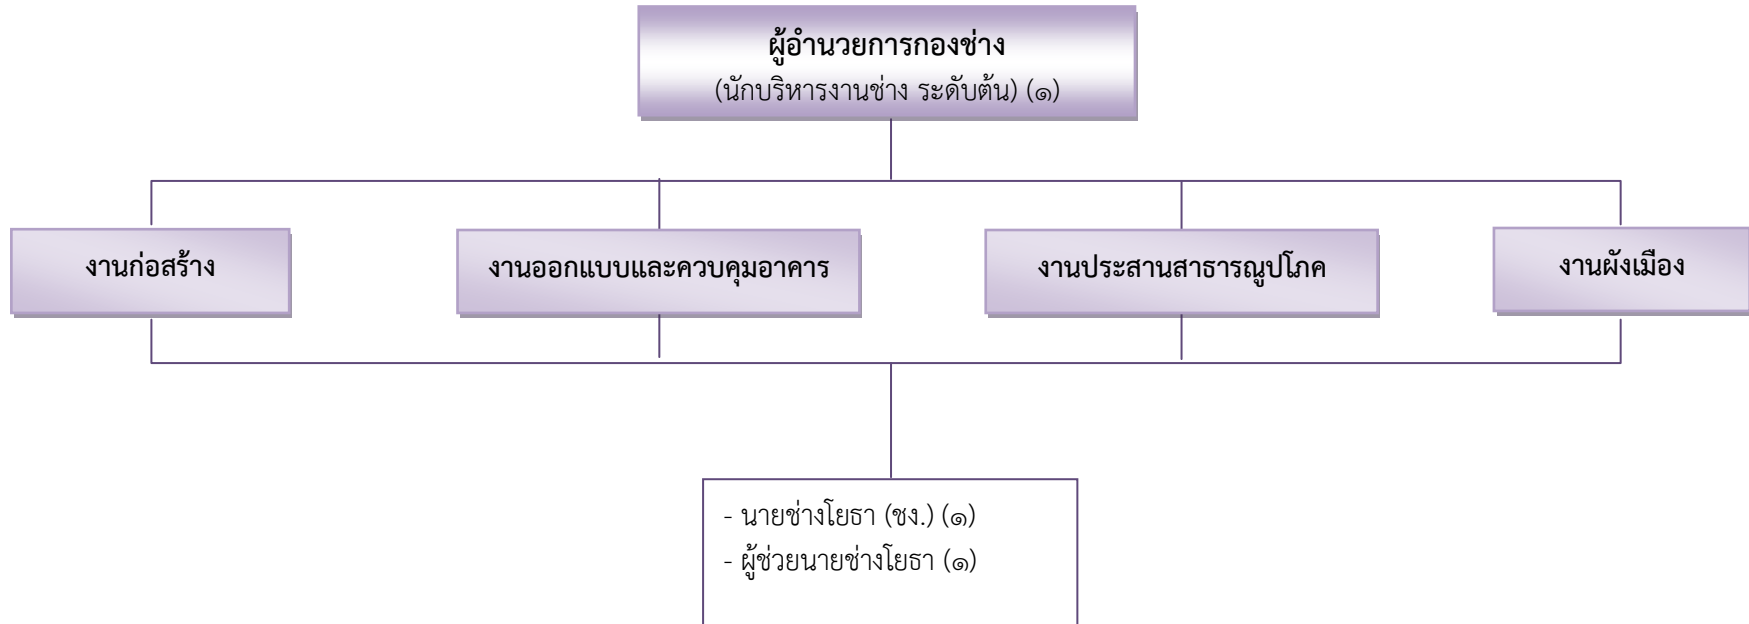 ผู้อำนวยการกองช่าง
(นักบริหารงานช่าง ระดับต้น) (๑)
งานก่อสร้าง
งานออกแบบและควบคุมอาคาร
งานประสานสาธารณูปโภค
งานผังเมือง
- นายช่างโยธา (ชง.) (๑)
- ผู้ช่วยนายช่างโยธา (๑)